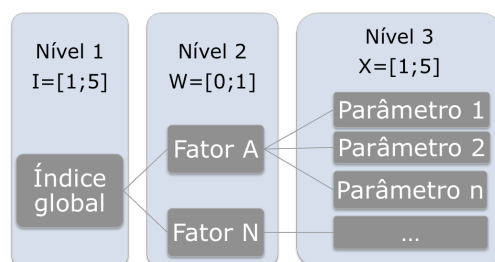 Nível 1
I=[1;5]
Índice
global
Nível 2
W=[0;1]
Fator A
Fator N
Nível 3
X=[1;5]
Parâmetro 1
Parâmetro 2
Parâmetro n
...